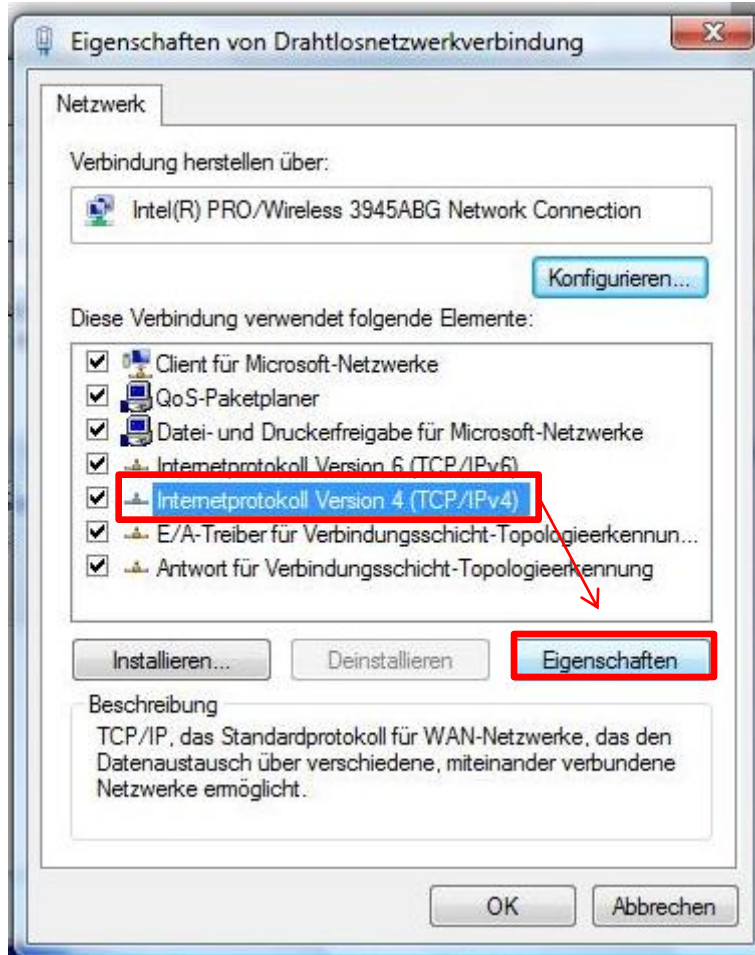 Eigenschaften von Drahtlosnetzwerkverbindung
Netzwerk
Verbindung herstellen über:
Intel(R) PRO/Wireless 3945ABG Network Connection
Konfigurieren...
Diese Verbindung verwendet folgende Elemente:
Client für Microsoft-Netzwerke
QoS-Paketplaner
Datei- und Druckerfreigabe für Microsoft-Netzwerke
Internetprotokoll Version 6 (TCP/IPv6)
Internetprotokoll Version 4 (TCP/IPv4)
E/A-Treiber für Verbindungsschicht-Topologieerkennun...
Antwort für Verbindungsschicht-Topologieerkennung
Installieren...
Deinstallieren
Eigenschaften
Beschreibung
TCP/IP, das Standardprotokoll für WAN-Netzwerke, das den
Datenaustausch über verschiedene, miteinander verbundene
Netzwerke ermöglicht.
OK
Abbrechen